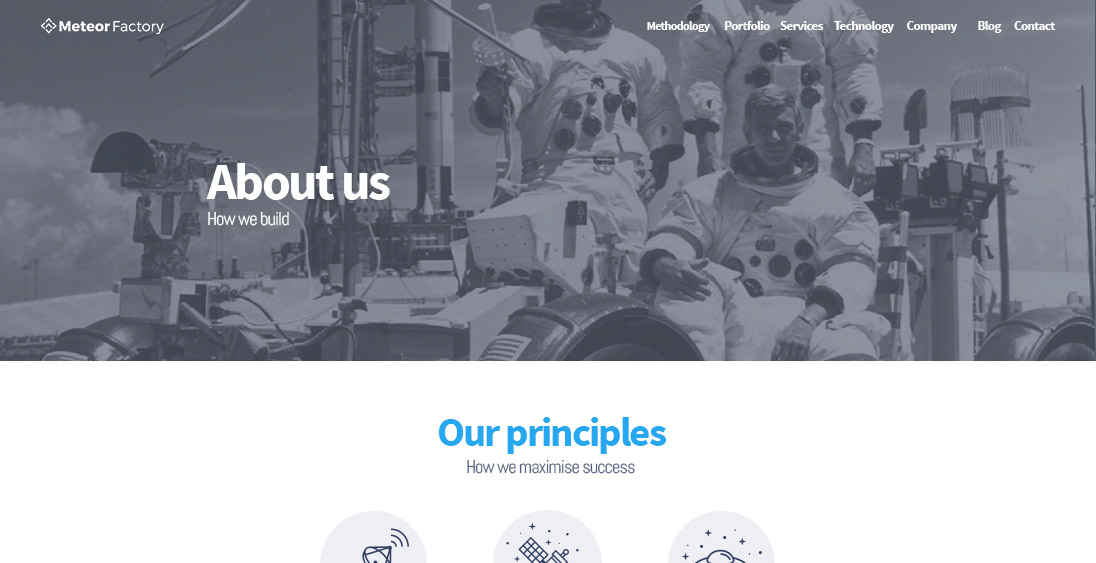 Meteor Factory
Methodology Portfolio Services Technology Company Blog Contact
About us
How we build
Our principles
How we maximise success